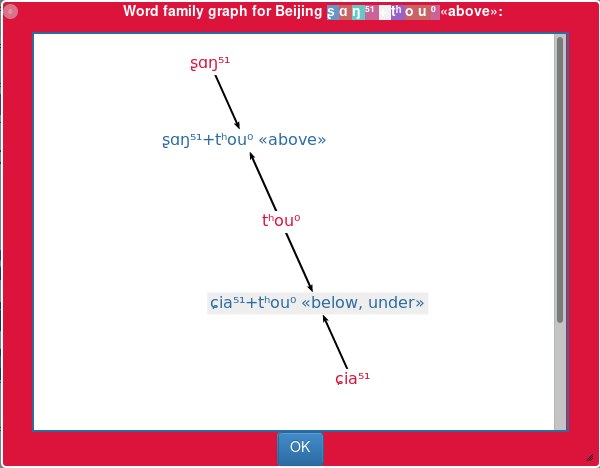 Word family graph for Beijing ʂ ɑ ŋ ⁵¹ + tʰ o u ⁰ «above»:
ʂɑŋ⁵¹
ʂɑŋ⁵¹+tʰou⁰ «above»
tʰou⁰
ɕia⁵¹+tʰou⁰ «below, under»
ɕia⁵¹
OK